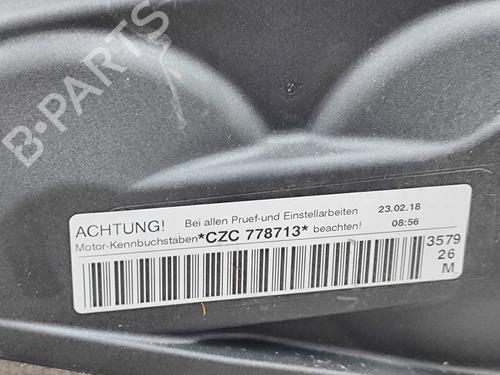 B-PARTS
ACHTUNG! Bei allen Pruef-und Einstellarbeiten 23.02.18
Motor-Kennbuchstaben*CZC 778713* beachten! 08:56
3579
26
M